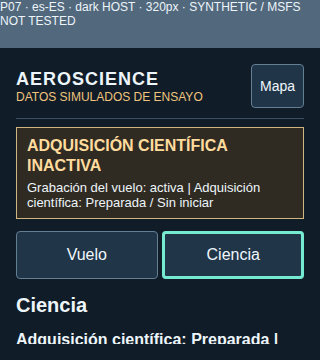 P07 · es-ES · dark HOST · 320px · SYNTHETIC / MSFS
NOT TESTED
AEROSCIENCE
DATOS SIMULADOS DE ENSAYO
Mapa
ADQUISICIÓN CIENTÍFICA
INACTIVA
Grabación del vuelo: activa | Adquisición
científica: Preparada / Sin iniciar
Vuelo
Ciencia
Ciencia
Adquisición científica: Preparada |